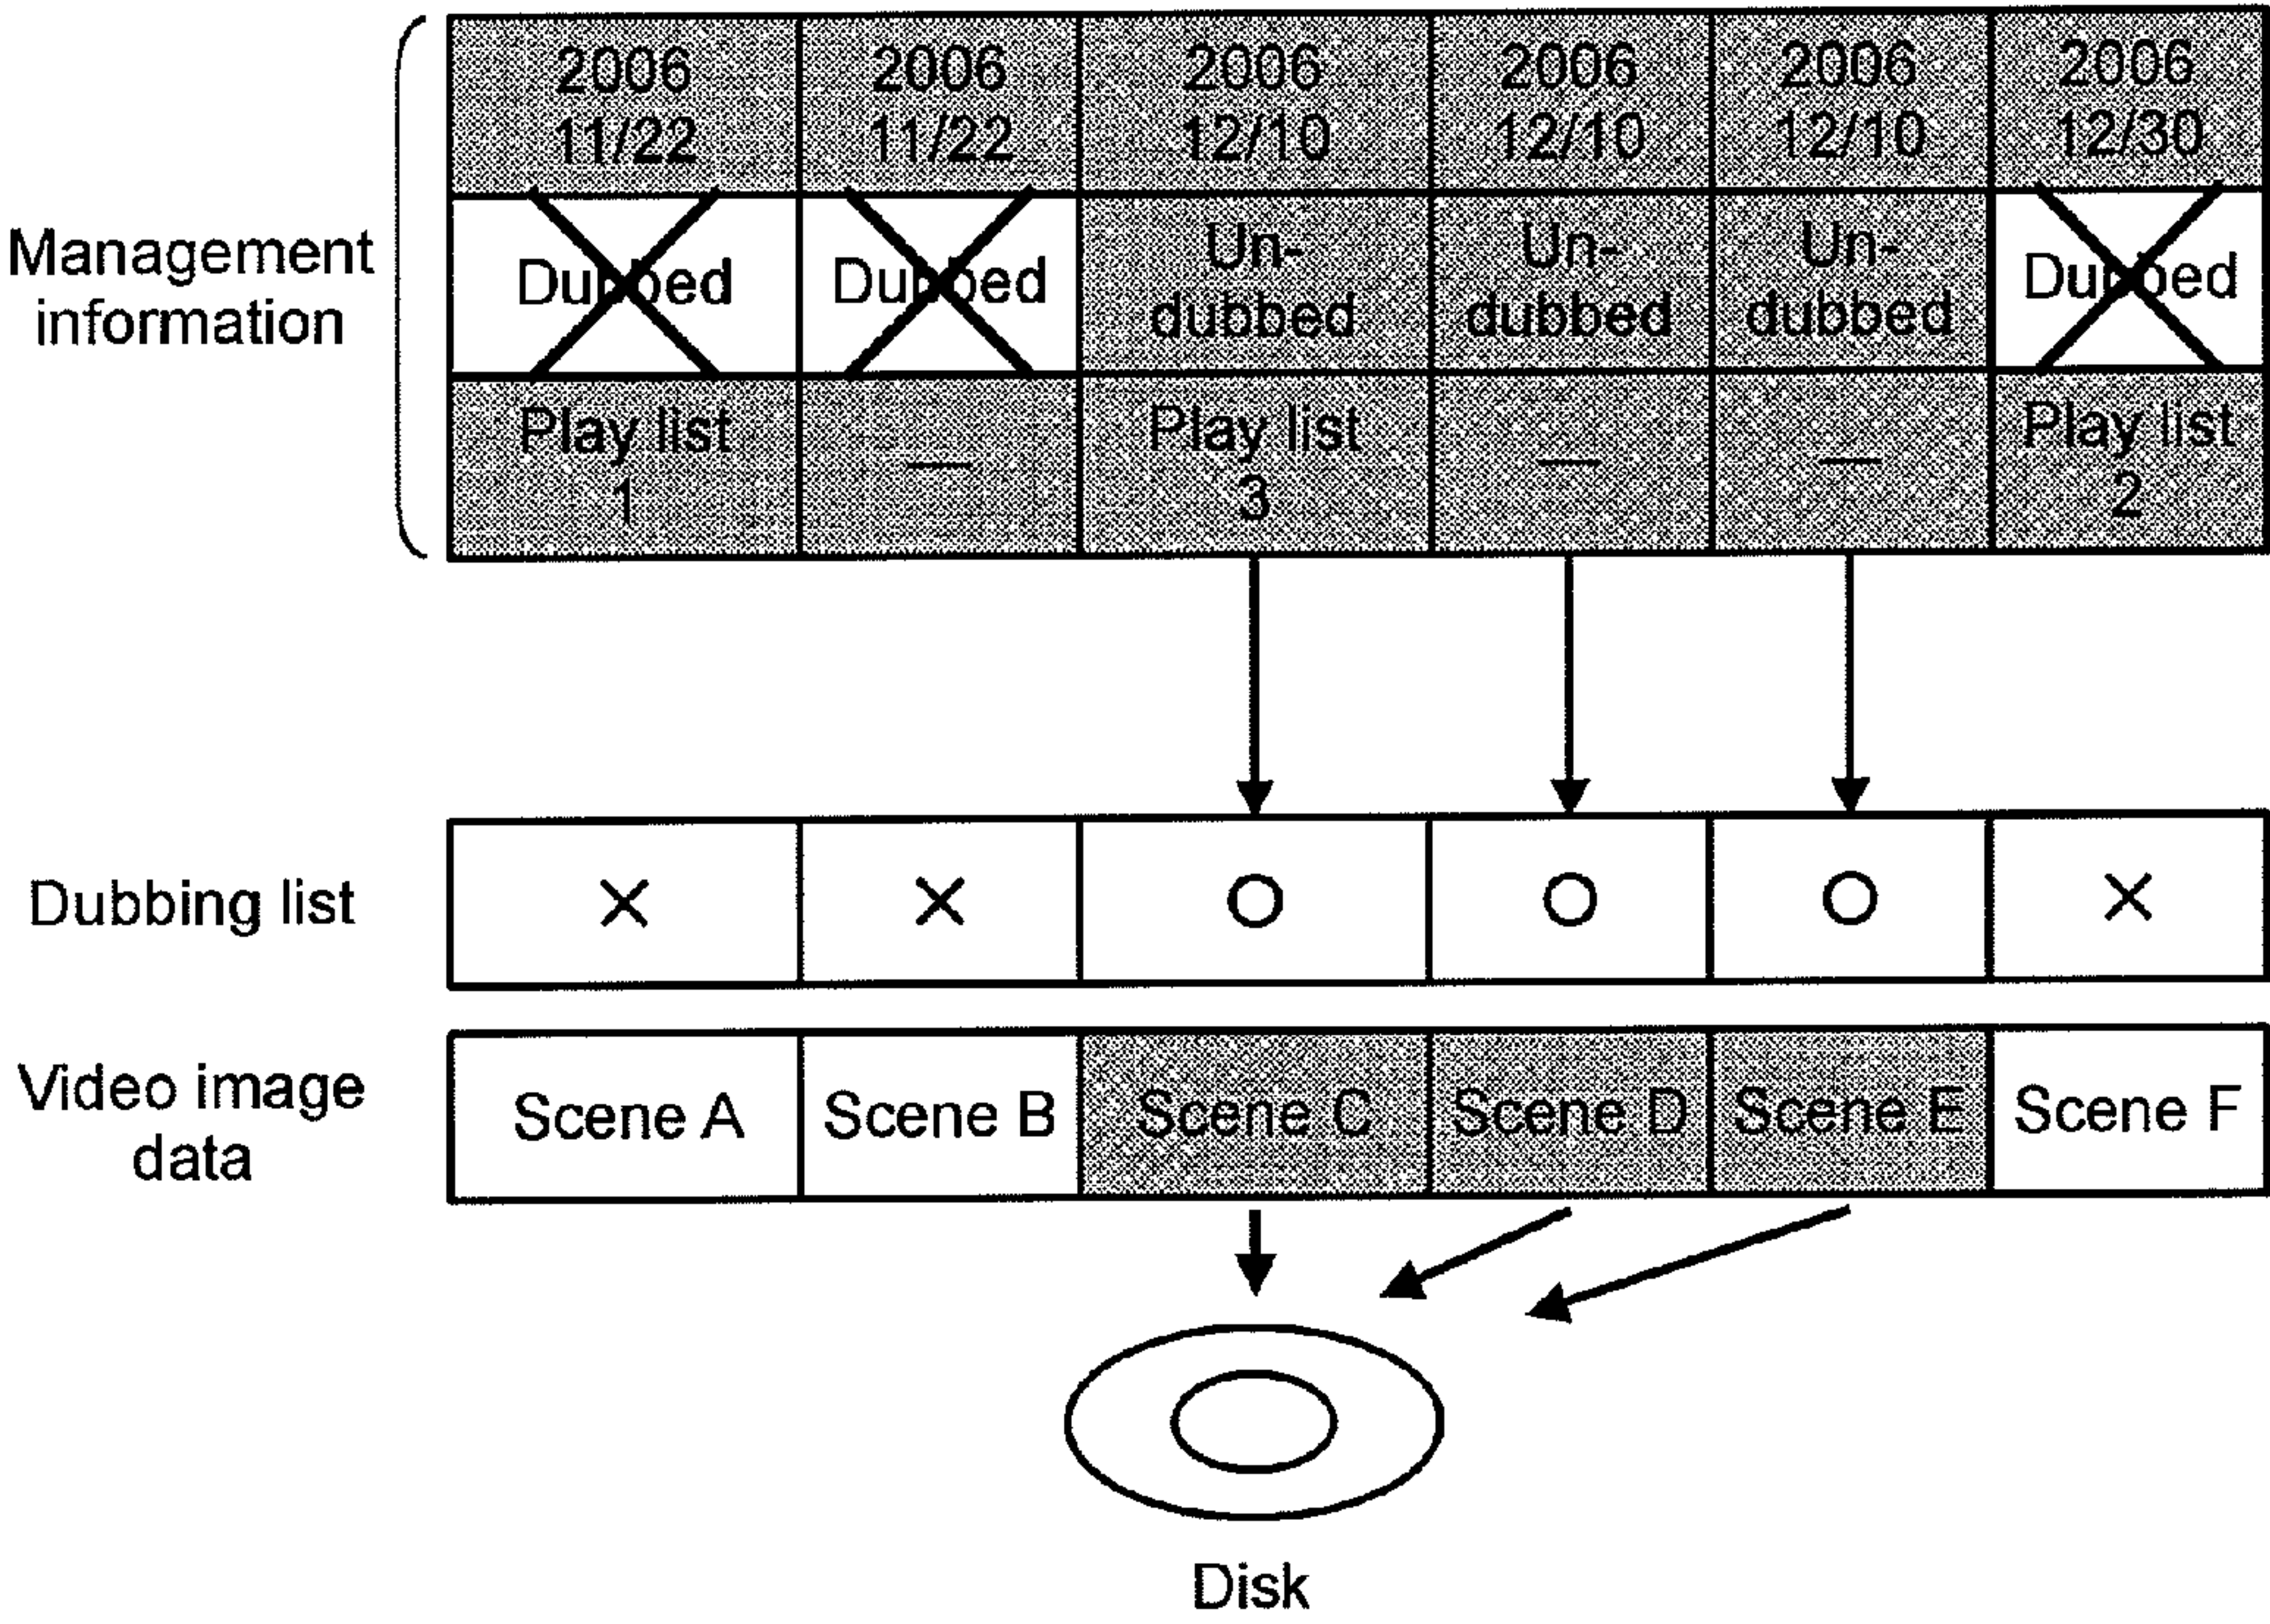 2006 2006 2006 2006 2006 2006
11/22 11/22 12/10 12/10 12/10 12/30
Management
information
Dubbed Dubbed Un- Un- Un- Dubbed
dubbed dubbed dubbed
Play list — Play list — — Play list
1 3 2
Dubbing list × × ○ ○ ○ ×
Video image
data
Scene A Scene B Scene C Scene D Scene E Scene F
Disk